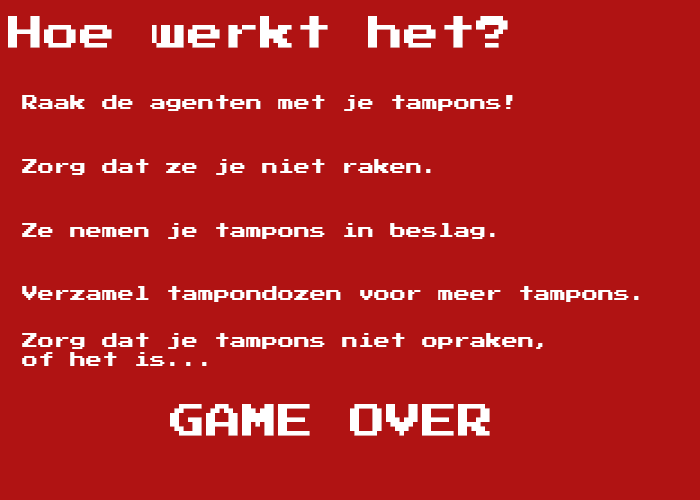 Hoe werkt het?
Raak de agenten met je tampons!
Zorg dat ze je niet raken.
Ze nemen je tampons in beslag.
Verzamel tampondozen voor meer tampons.
Zorg dat je tampons niet opraken,
of het is...
GAME OVER